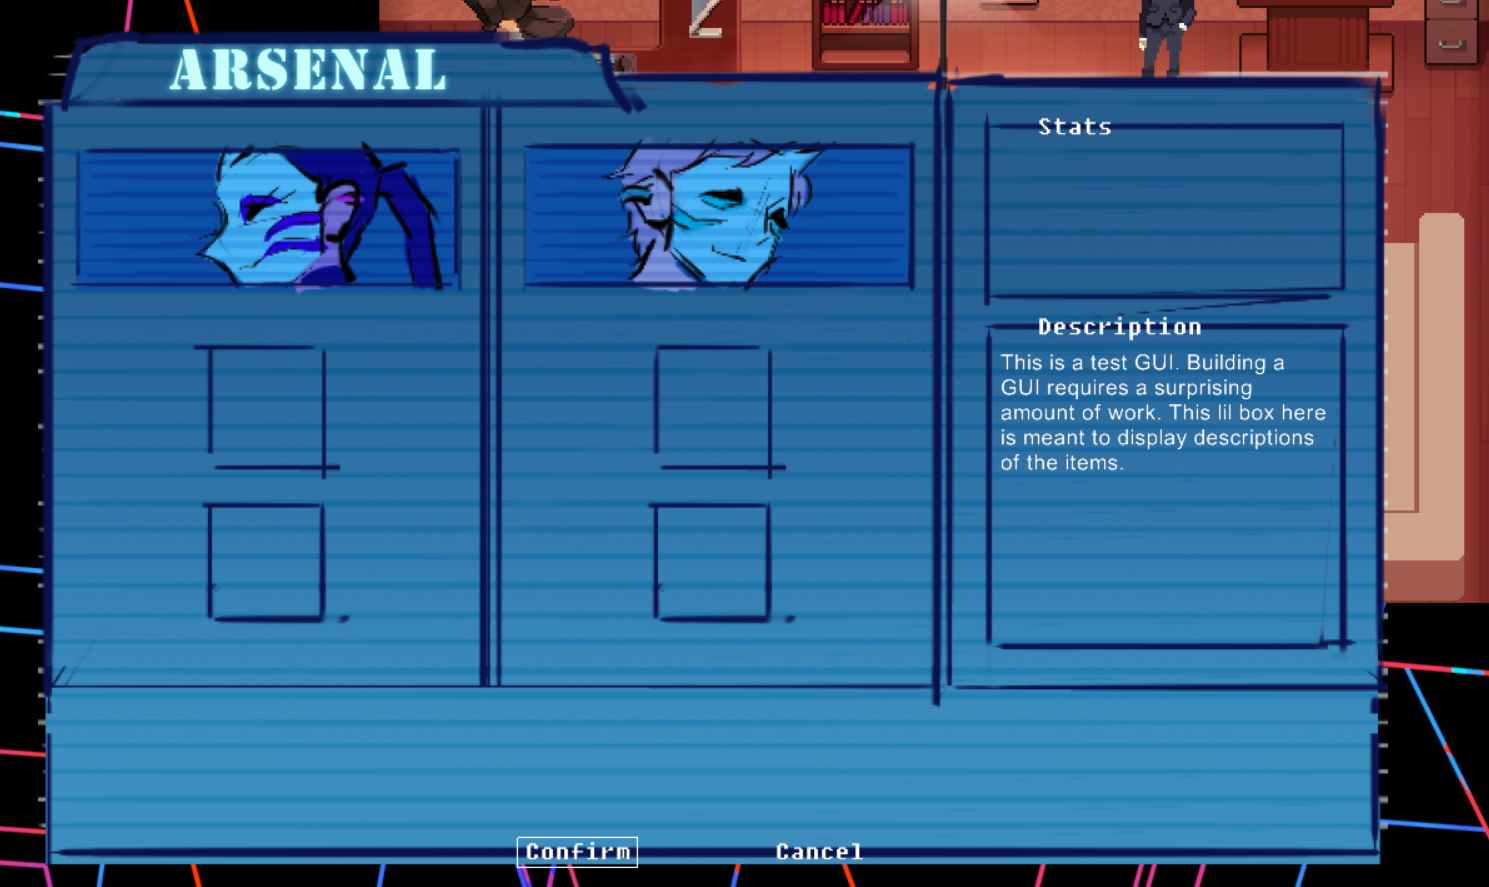 ARSENAL
Stats
Description
This is a test GUI. Building a
GUI requires a surprising
amount of work. This lil box here
is meant to display descriptions
of the items.
Confirm
Cancel